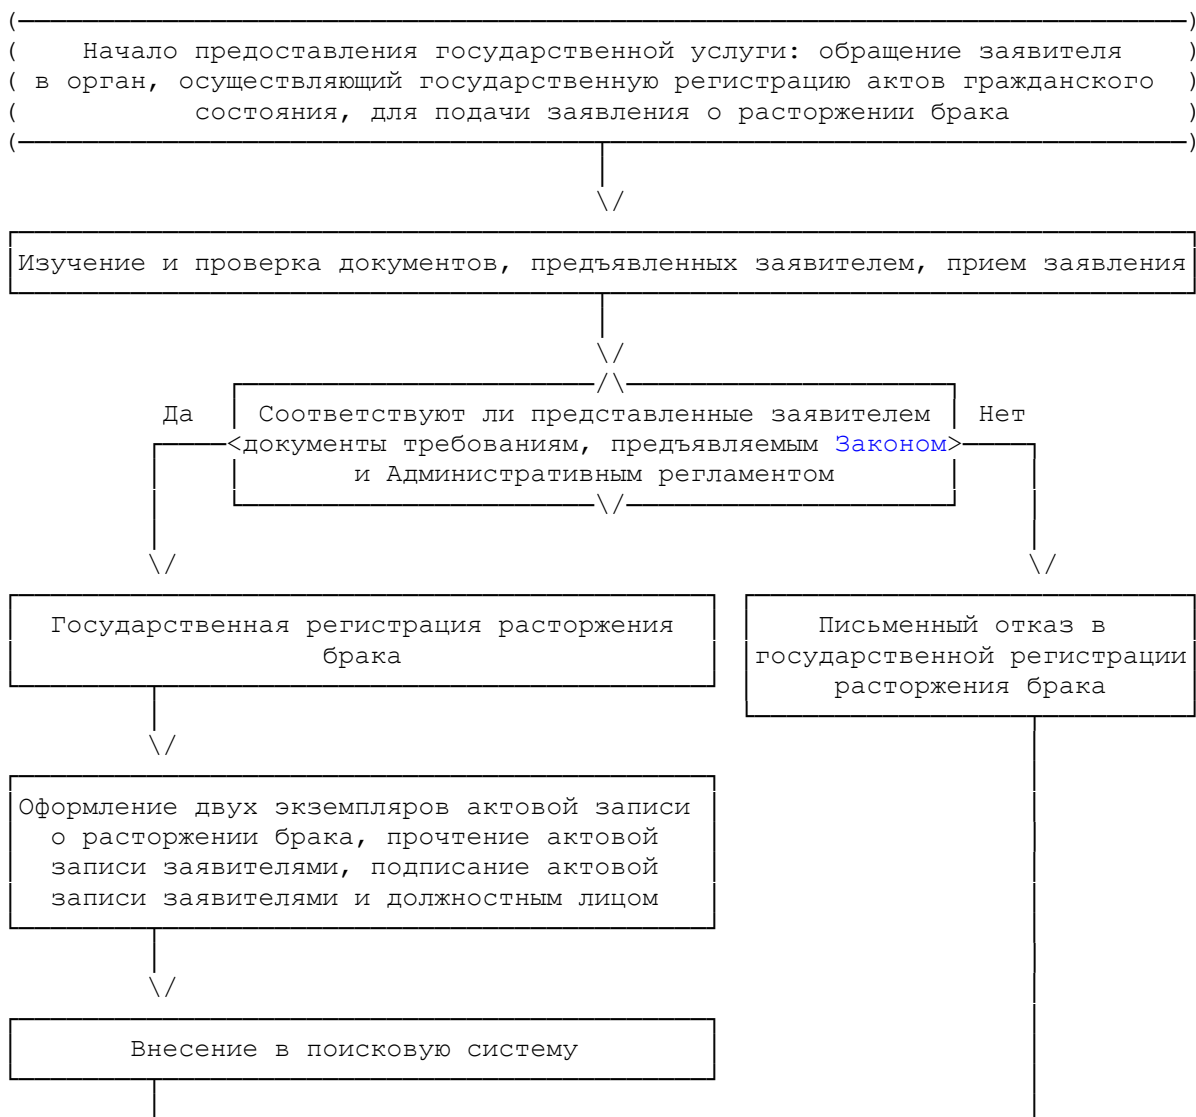 Начало предоставления государственной услуги: обращение заявителя
в орган, осуществляющий государственную регистрацию актов гражданского
состояния, для подачи заявления о расторжении брака
Изучение и проверка документов, предъявленных заявителем, прием заявления
Да
Соответствуют ли представленные заявителем
документы требованиям, предъявляемым Законом
и Административным регламентом
Нет
Государственная регистрация расторжения
брака
Письменный отказ в
государственной регистрации
расторжения брака
Оформление двух экземпляров актовой записи
о расторжении брака, прочтение актовой
записи заявителями, подписание актовой
записи заявителями и должностным лицом
Внесение в поисковую систему